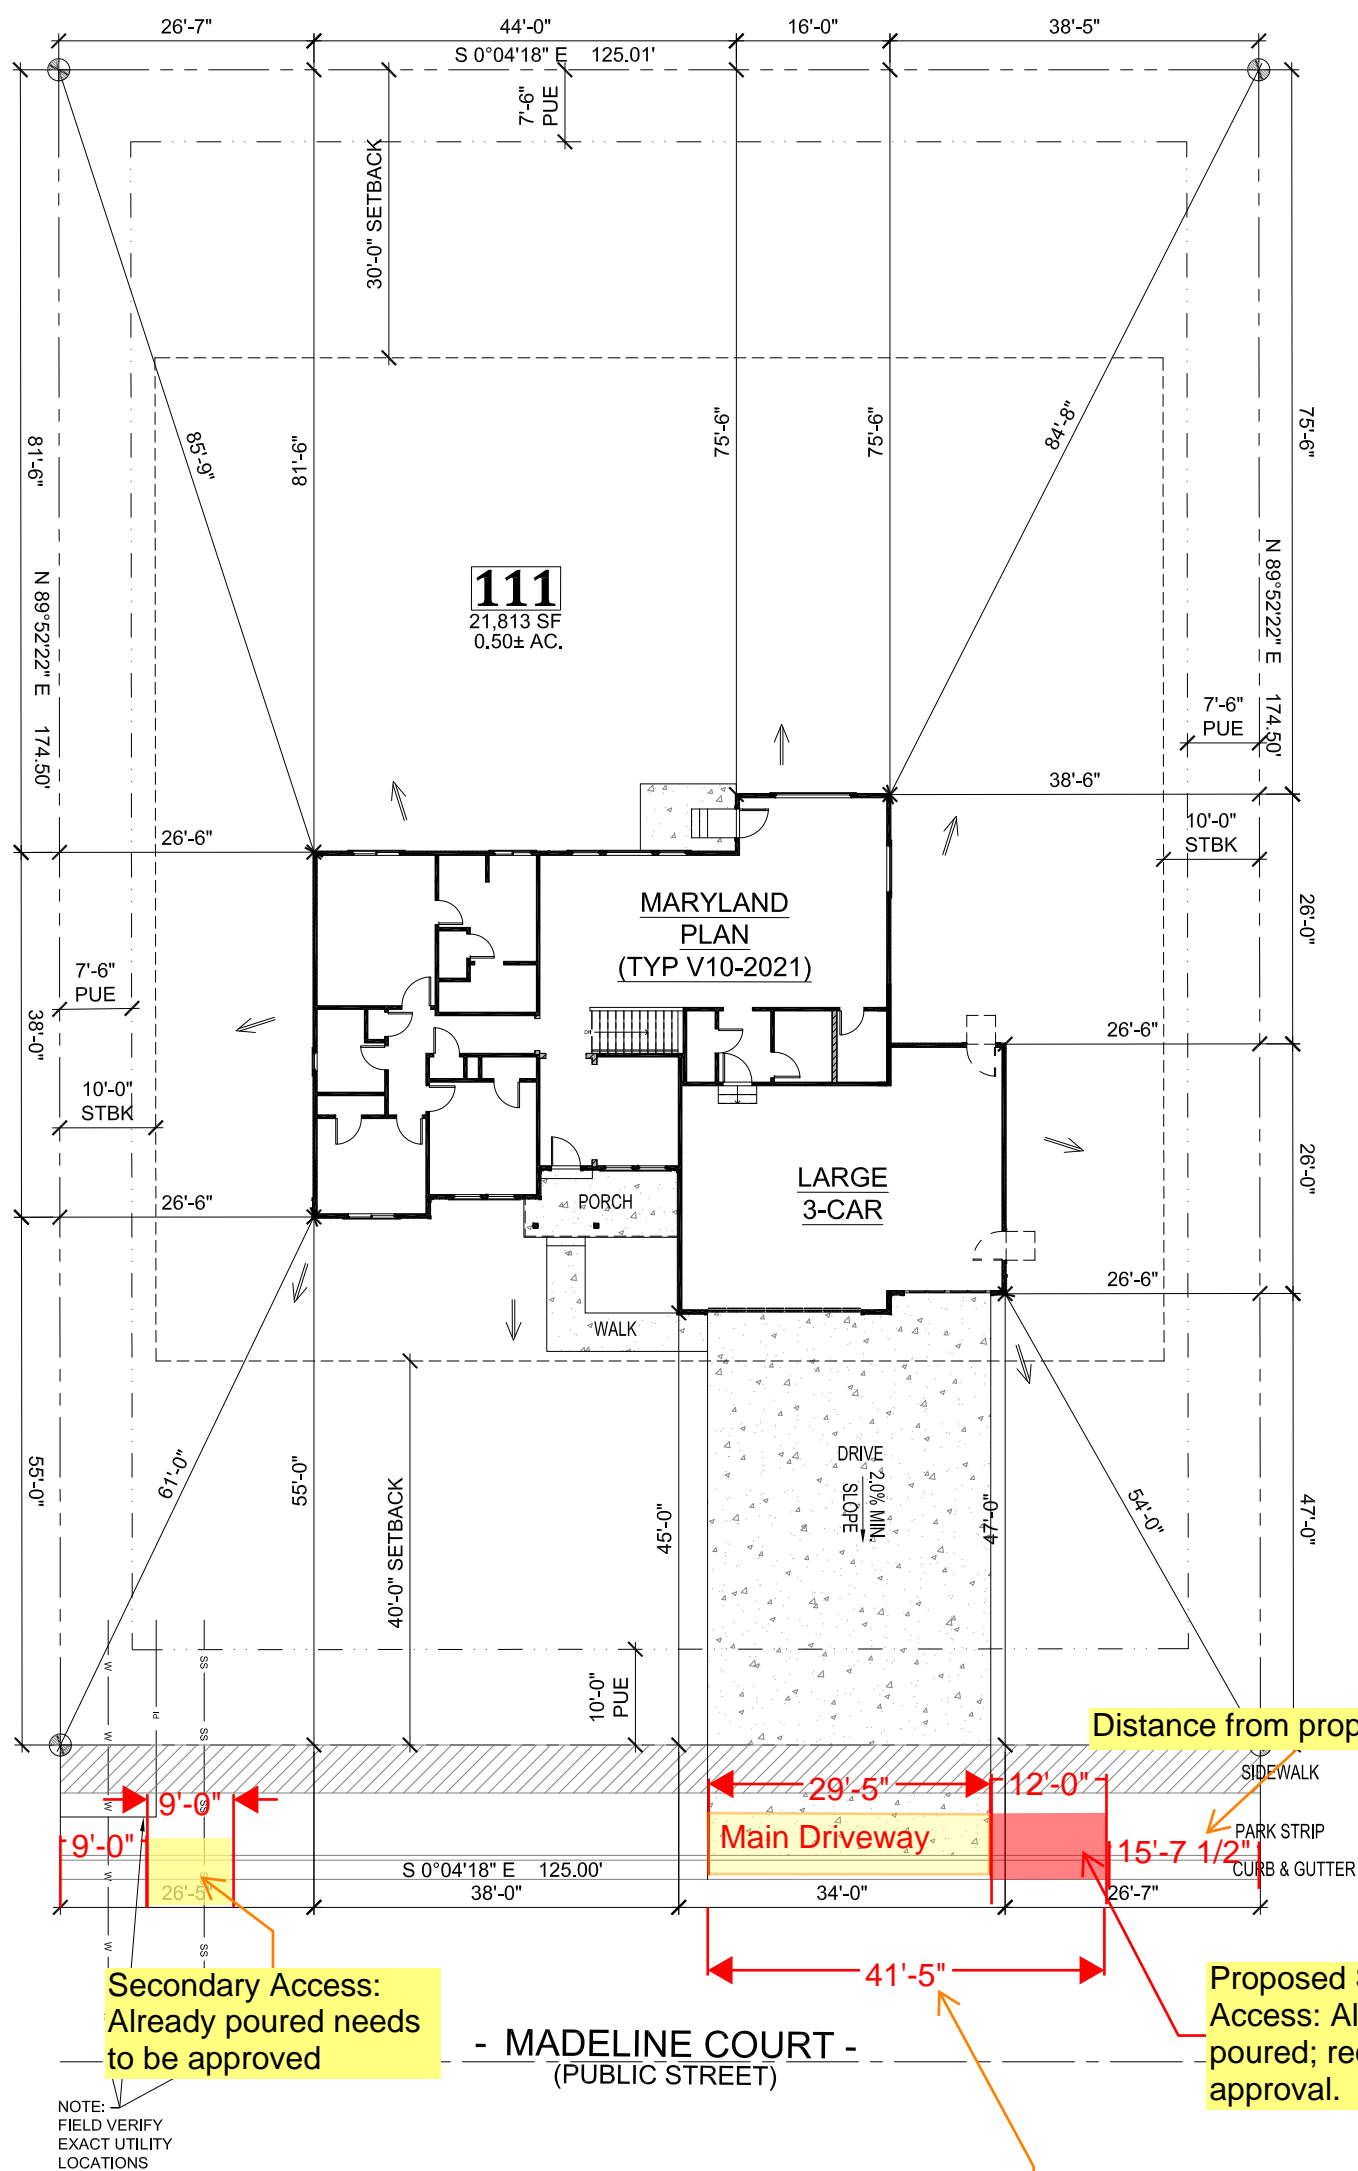 26'-7"
44'-0"
16'-0"
38'-5"
S 0°04'18" E 125.01'
7'-6"
PUE
30'-0" SETBACK
81'-6"
85'-9"
81'-6"
75'-6"
75'-6"
84'-8"
75'-6"
N 89°52'22" E 174.50'
N 89°52'22" E 174.50'
111
21,813 SF
0.50± AC.
7'-6"
PUE
38'-6"
10'-0"
STBK
26'-6"
MARYLAND
PLAN
(TYP V10-2021)
26'-0"
7'-6"
PUE
38'-0"
26'-6"
10'-0"
STBK
26'-0"
LARGE
3-CAR
26'-6"
PORCH
26'-6"
WALK
DRIVE
2.0% MIN.
SLOPE
55'-0"
61'-0"
55'-0"
40'-0" SETBACK
45'-0"
47'-0"
54'-0"
47'-0"
10'-0"
PUE
W
SS
PI
W
SS
Distance from prop
SIDEWALK
29'-5"
12'-0"
9'-0"
SS
9'-0"
Main Driveway
15'-7 1/2"
PARK STRIP
CURB & GUTTER
S 0°04'18" E 125.00'
26'-5"
38'-0"
34'-0"
26'-7"
W
SS
41'-5"
Secondary Access:
Already poured needs
to be approved
Proposed S
Access: Al
poured; re
approval.
- MADELINE COURT -
(PUBLIC STREET)
NOTE:
FIELD VERIFY
EXACT UTILITY
LOCATIONS